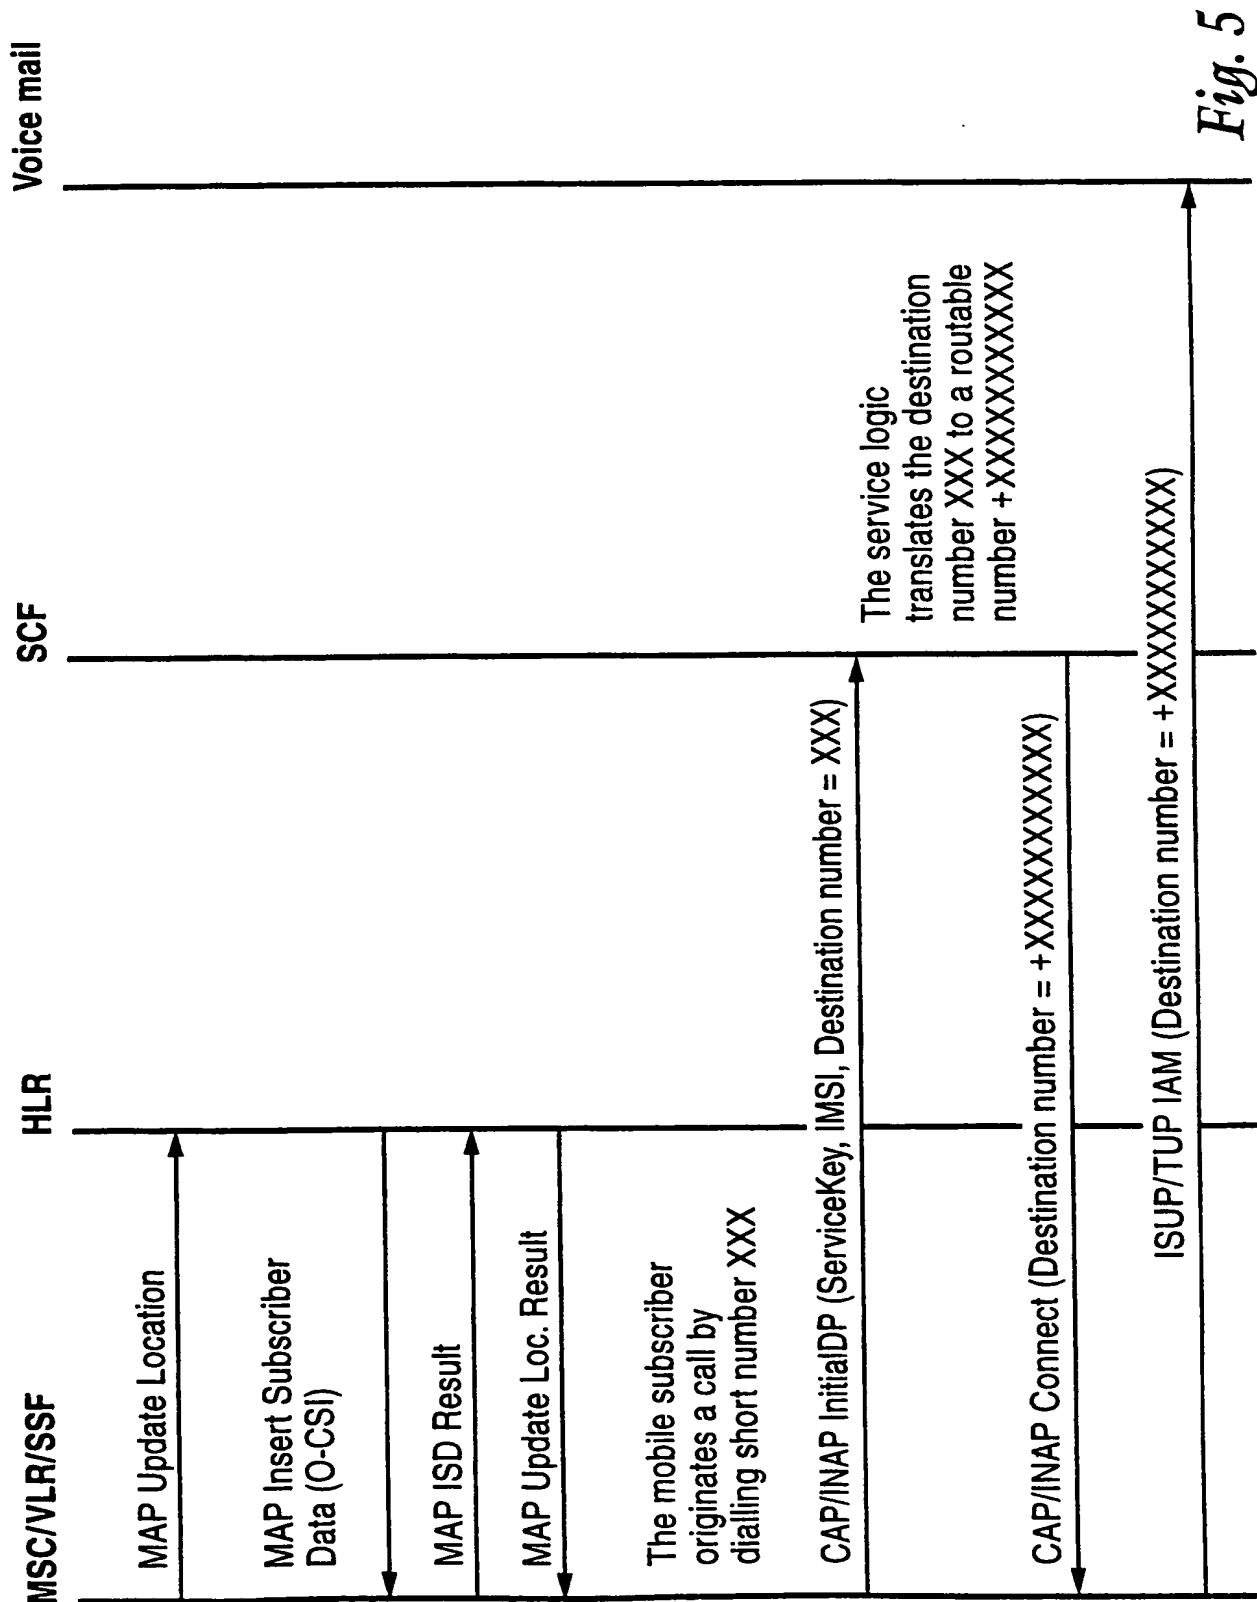 MSC/VLR/SSF
HLR
SCF
Voice mail
MAP Update Location
MAP Insert Subscriber
Data (O-CSI)
MAP ISD Result
MAP Update Loc. Result
The mobile subscriber
originates a call by
dialling short number XXX
CAP/INAP InitialDP (ServiceKey, IMSI, Destination number = XXX)
The service logic
translates the destination
number XXX to a routable
number +XXXXXXXXXX
CAP/INAP Connect (Destination number = +XXXXXXXXXX)
ISUP/TUP IAM (Destination number = +XXXXXXXXXX)
Fig. 5